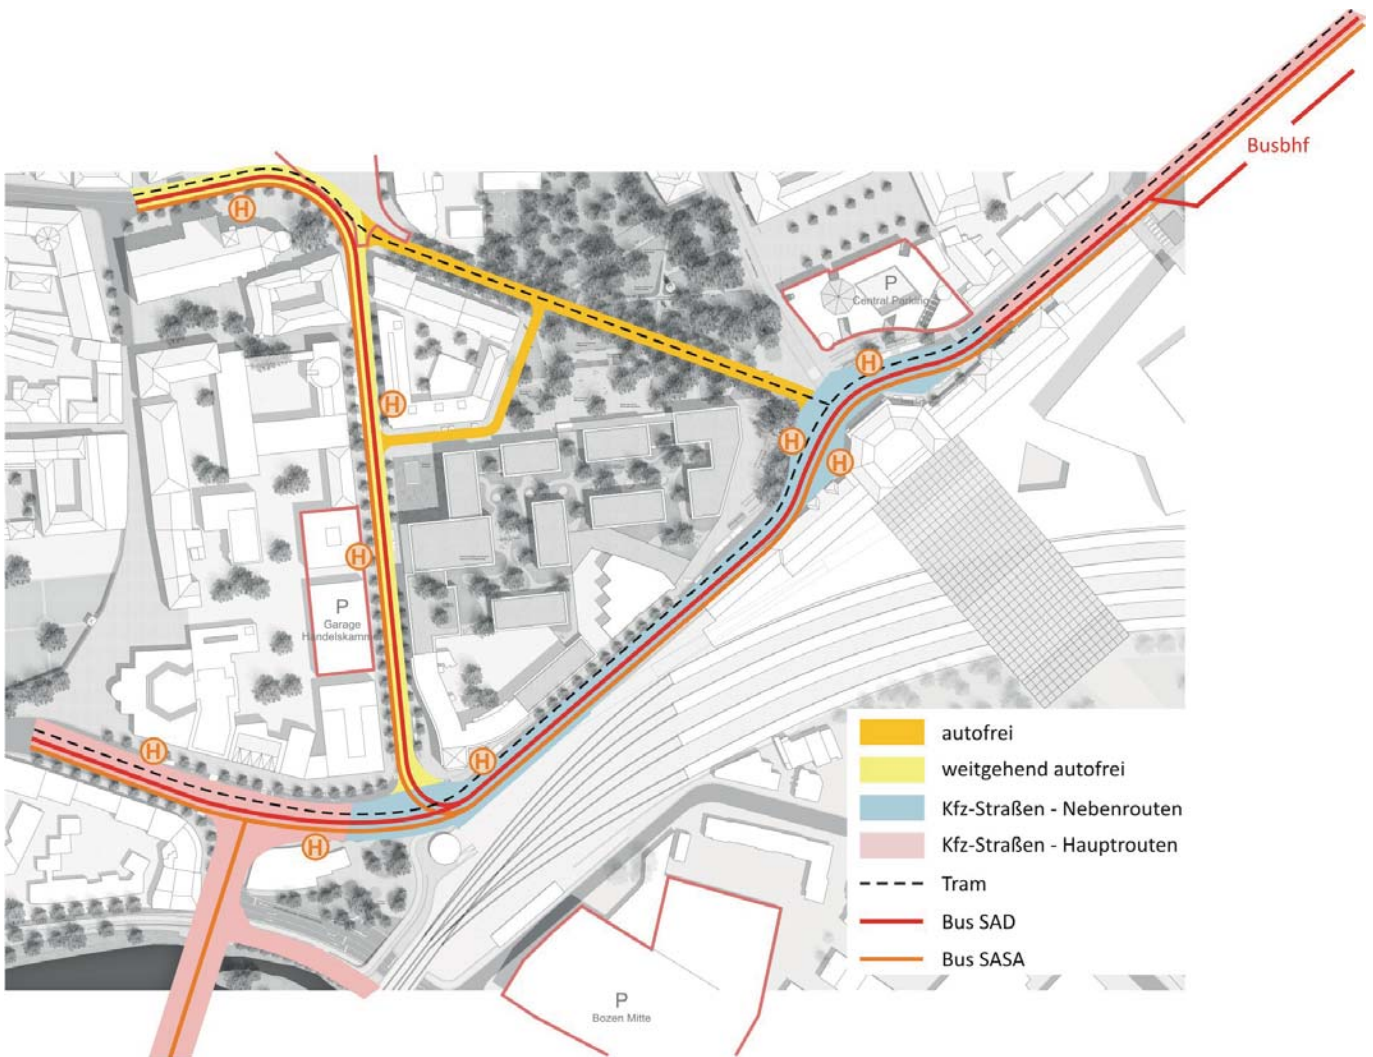 Busbhf
H
P
Central Parking
H
H
H
H
H
P
Garage
Handelskammer
H
H
H
autofrei
weitgehend autofrei
Kfz-Straßen - Nebenrouten
Kfz-Straßen - Hauptrouten
Tram
Bus SAD
Bus SASA
P
Bozen Mitte